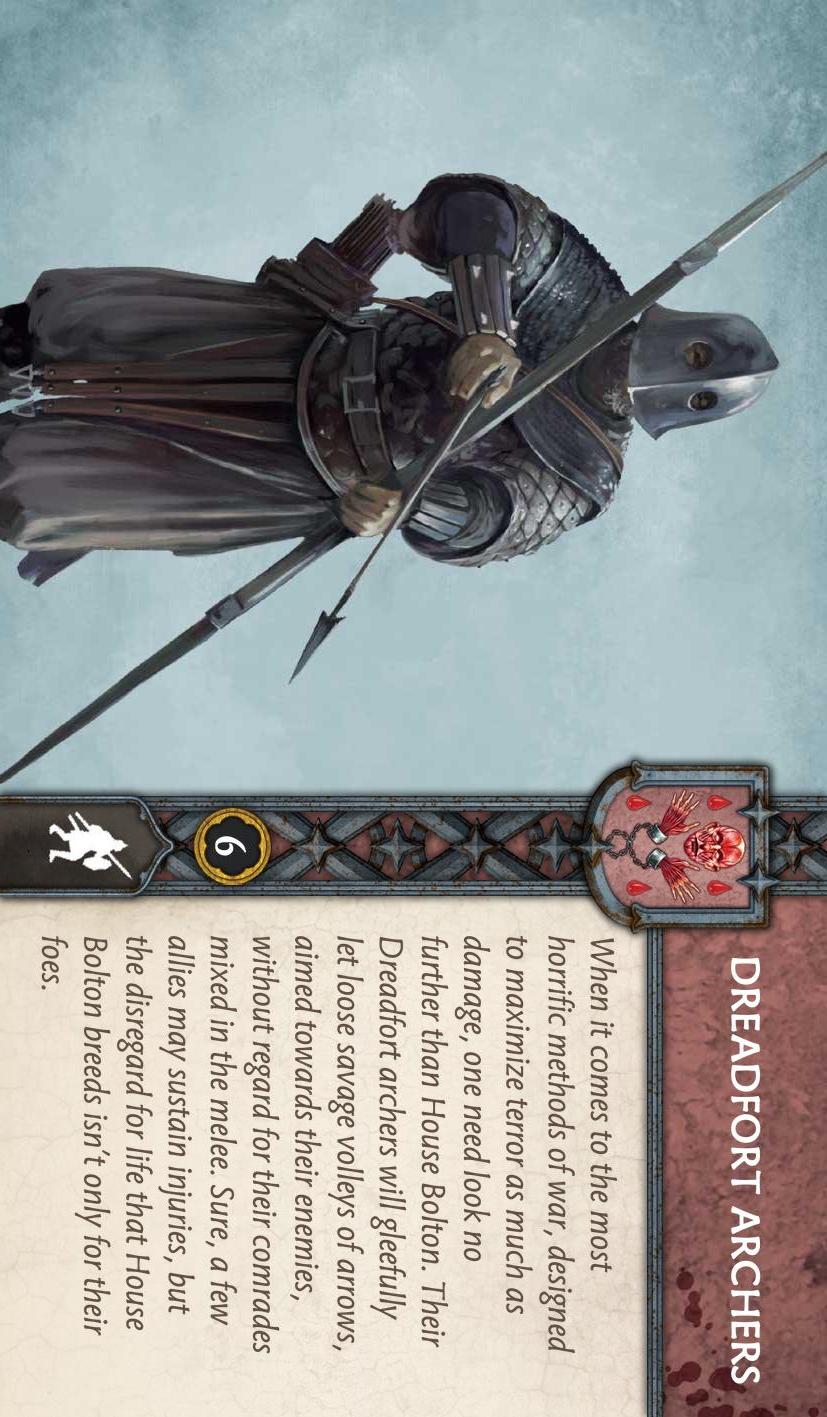 DREADFORT ARCHERS
When it comes to the most
horrific methods of war, designed
to maximize terror as much as
damage, one need look no
further than House Bolton. Their
Dreadfort archers will gleefully
let loose savage volleys of arrows,
aimed towards their enemies,
without regard for their comrades
mixed in the melee. Sure, a few
allies may sustain injuries, but
the disregard for life that House
Bolton breeds isn't only for their
foes.
6